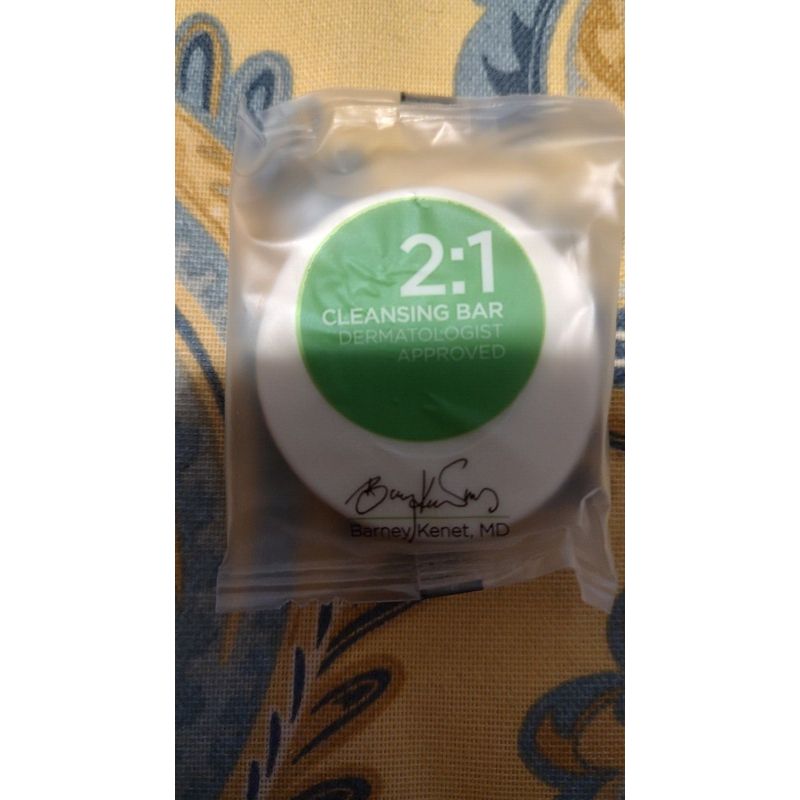 2:1
CLEANSING BAR
DERMATOLOGIST
APPROVED
Barney Kenet, MD